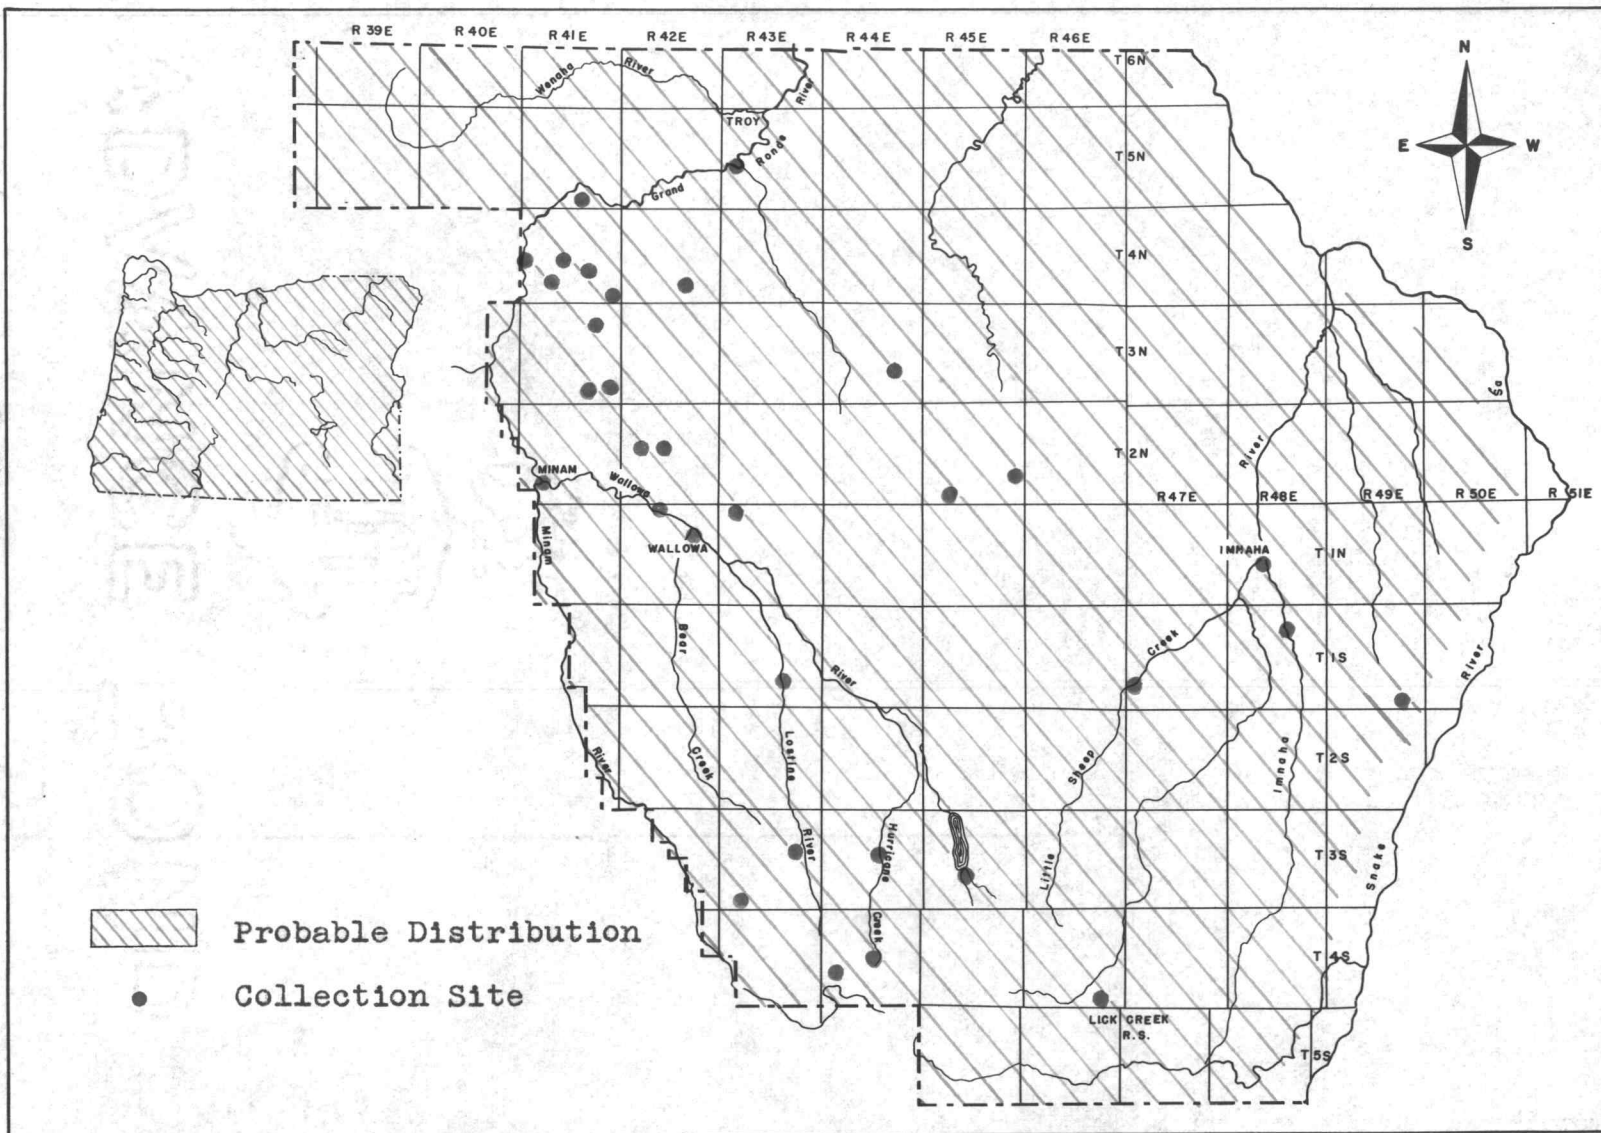 R 39E R 40E R 41E R 42E R 43E R 44E R 45E R 46E
N
E W
S
T 6N
Wenaha River
River
TROY
Ronde
Grand
T 5N
T 4N
T 3N
T 2N
River
MINAM
Wallowa
R 47E R 48E R 49E R 50E R 51E
Minam
WALLOWA
IMNAHA
T 1N
Bear
Creek
T 1S
River
River
Lostine
Sheep
Imnaha
T 2S
River
Creek
River
Hurricane
Little
T 3S
Snake
Probable Distribution
Creek
T 4S
Collection Site
LICK CREEK
R.S.
T 5S